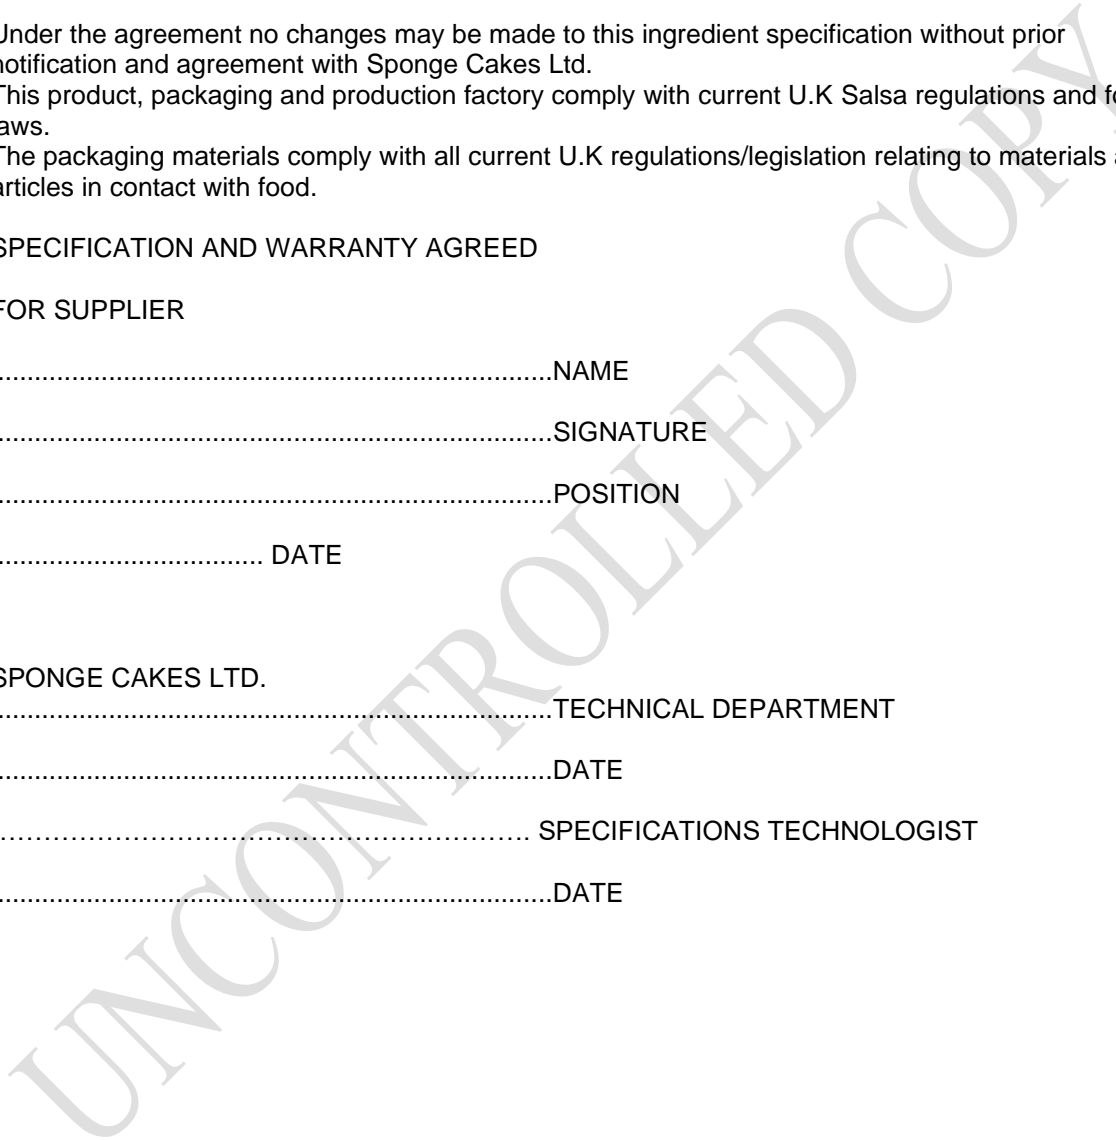 Under the agreement no changes may be made to this ingredient specification without prior
notification and agreement with Sponge Cakes Ltd.
This product, packaging and production factory comply with current U.K Salsa regulations and
laws.
The packaging materials comply with all current U.K regulations/legislation relating to materials
articles in contact with food.
SPECIFICATION AND WARRANTY AGREED
FOR SUPPLIER
............................................................................NAME
............................................................................SIGNATURE
............................................................................POSITION
.................................... DATE
SPONGE CAKES LTD.
............................................................................TECHNICAL DEPARTMENT
............................................................................DATE
………………………………………………… SPECIFICATIONS TECHNOLOGIST
............................................................................DATE
UNCONTROLLED COPY